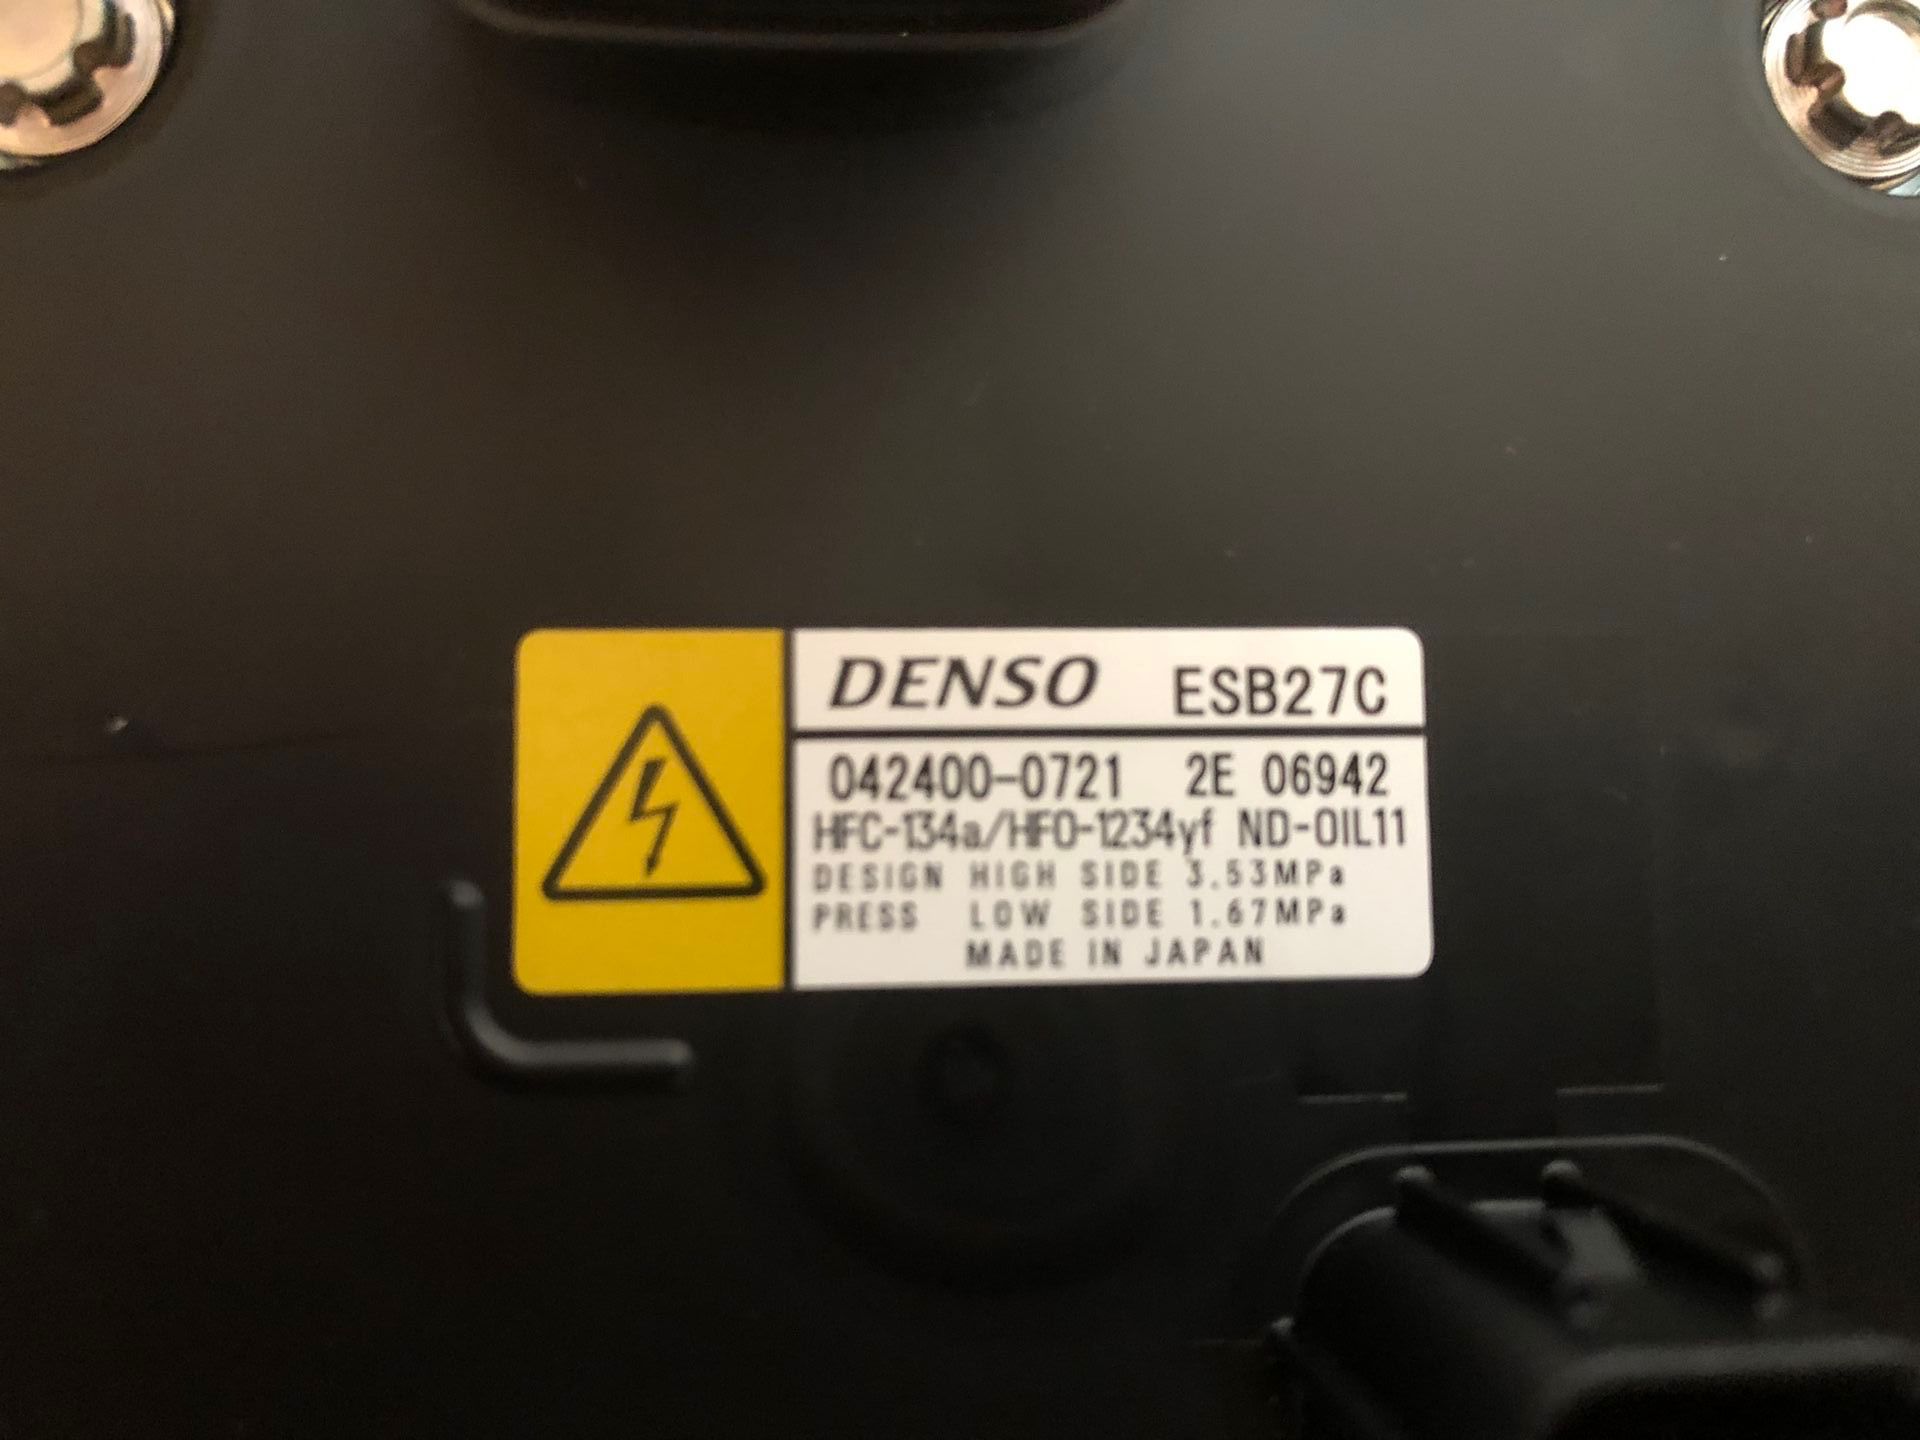 DENSO ESB27C
042400-0721 2E 06942
HFC-134a/HFO-1234yf ND-OIL11
DESIGN HIGH SIDE 3.53MPa
PRESS LOW SIDE 1.67MPa
MADE IN JAPAN